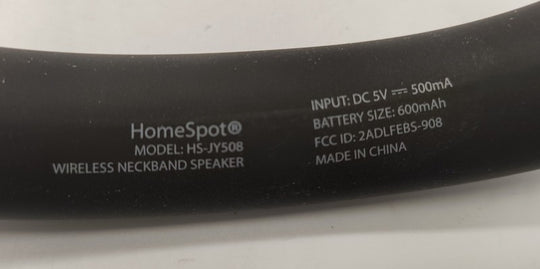 HomeSpot®
MODEL: HS-JY508
WIRELESS NECKBAND SPEAKER
INPUT: DC 5V ⎓ 500mA
BATTERY SIZE: 600mAh
FCC ID: 2ADLFEBS-908
MADE IN CHINA